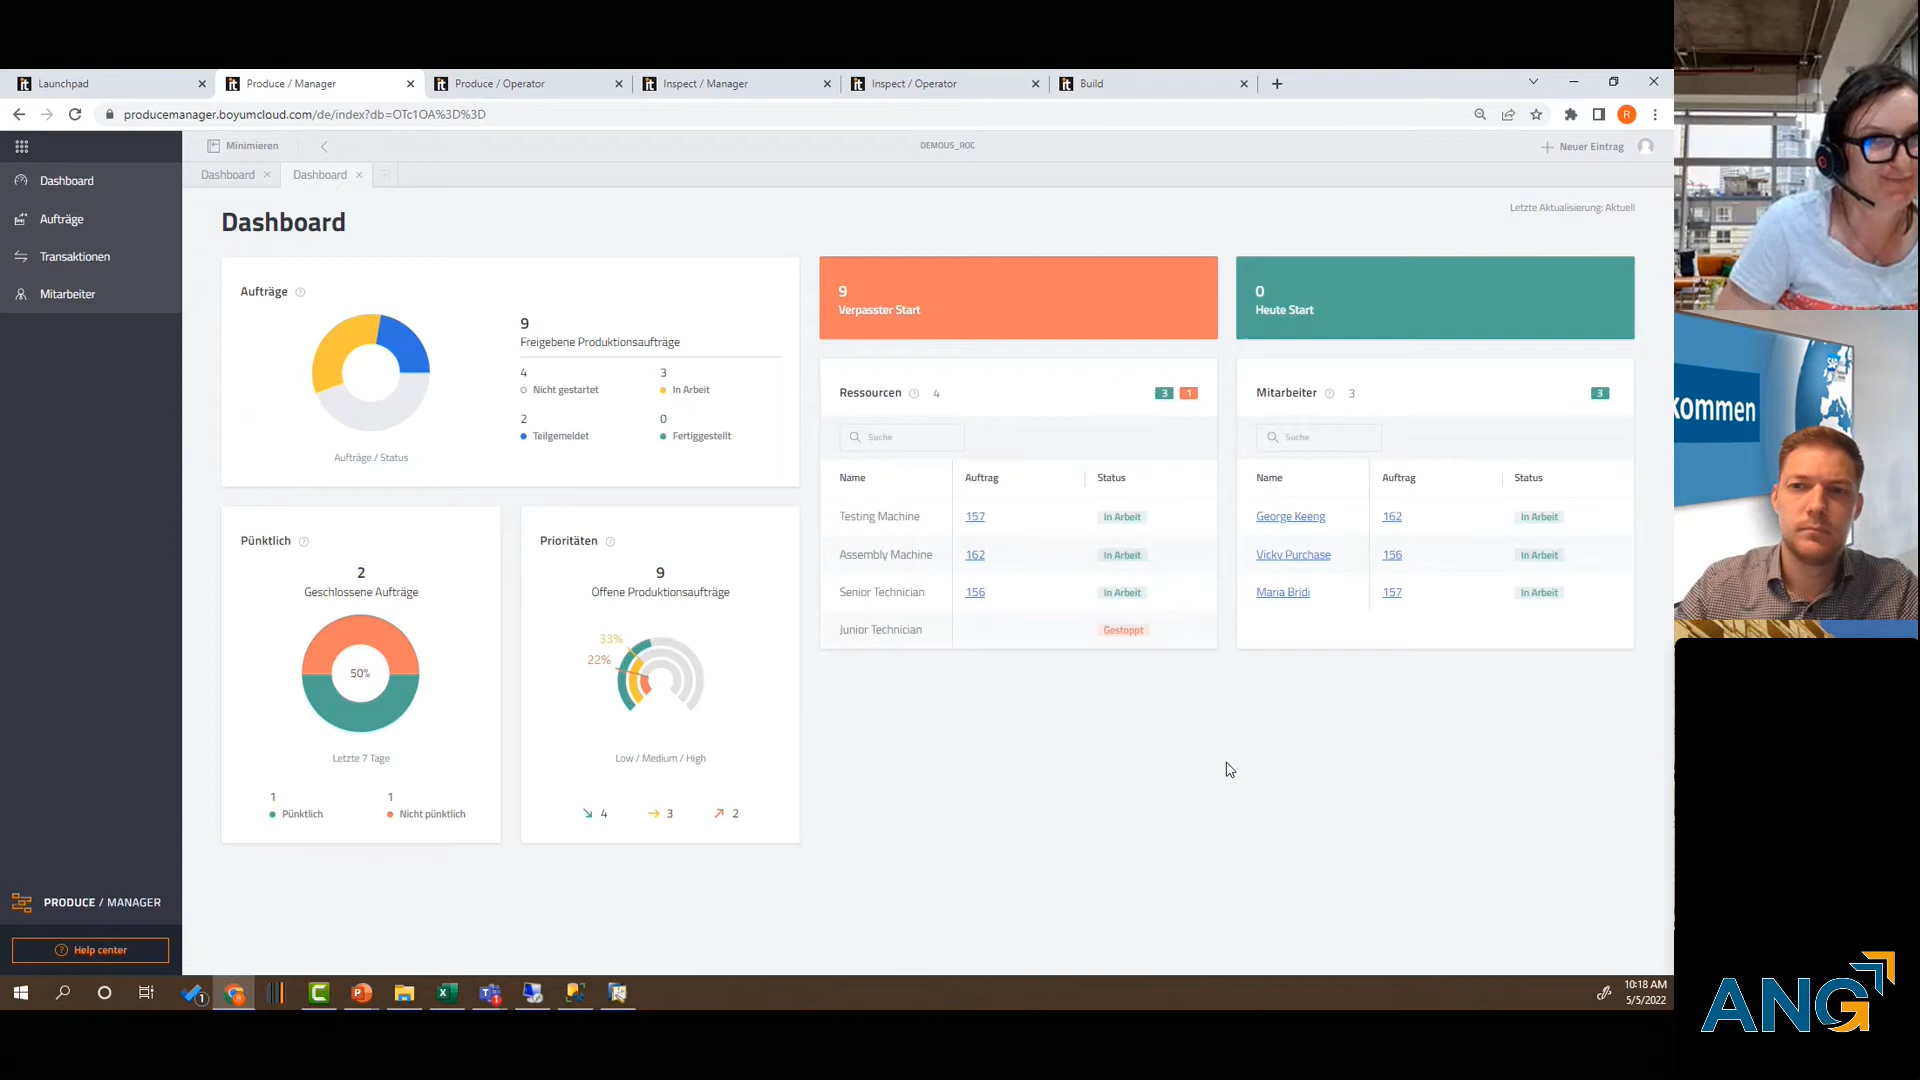 Launchpad
Produce / Manager
Produce / Operator
Inspect / Manager
Inspect / Operator
Build
producemanager.boyumcloud.com/de/index?db=OTc1OA%3D%3D
R
Minimieren
DEMOUS_ROC
Neuer Eintrag
Dashboard
Dashboard
Dashboard
Aufträge
Transaktionen
Mitarbeiter
PRODUCE / MANAGER
Help center
Dashboard
Letzte Aktualisierung: Aktuell
Aufträge
9
Freigebene Produktionsaufträge
4
Nicht gestartet
3
In Arbeit
2
Teilgemeldet
0
Fertiggestellt
Aufträge / Status
9
Verpasster Start
0
Heute Start
Pünktlich
2
Geschlossene Aufträge
50%
Letzte 7 Tage
1
Pünktlich
1
Nicht pünktlich
Prioritäten
9
Offene Produktionsaufträge
33%
22%
Low / Medium / High
4
3
2
Ressourcen 4
3 1
Suche
Name Auftrag Status
Testing Machine 157 In Arbeit
Assembly Machine 162 In Arbeit
Senior Technician 156 In Arbeit
Junior Technician Gestoppt
Mitarbeiter 3
3
Suche
Name Auftrag Status
George Keeng 162 In Arbeit
Vicky Purchase 156 In Arbeit
Maria Bridi 157 In Arbeit
10:18 AM
5/5/2022
kommen
ANG